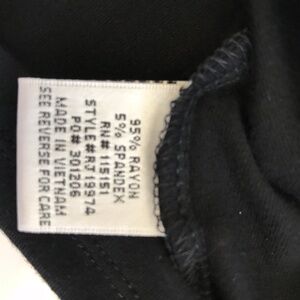 95% RAYON
5% SPANDEX
RN# 115151
STYLE#RJ19974
PO# 301206
MADE IN VIETNAM
SEE REVERSE FOR CARE